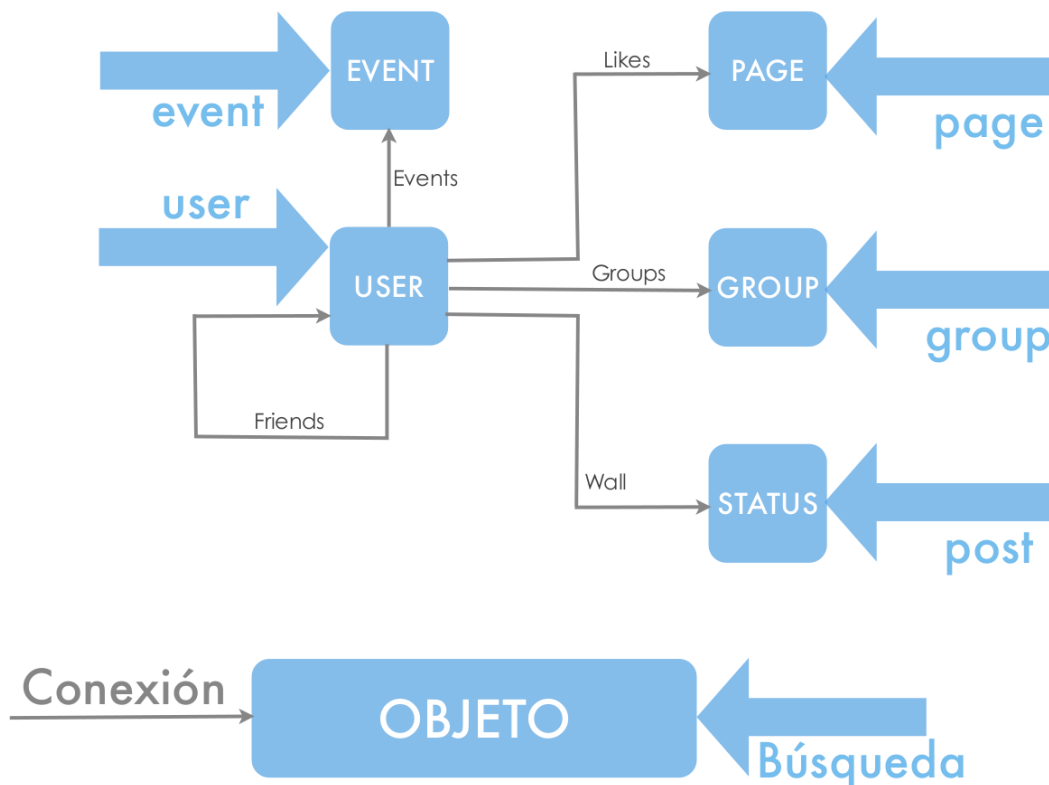 EVENT
Likes
PAGE
event
page
Events
user
USER
Groups
GROUP
group
Friends
Wall
STATUS
post
Conexión
OBJETO
Búsqueda